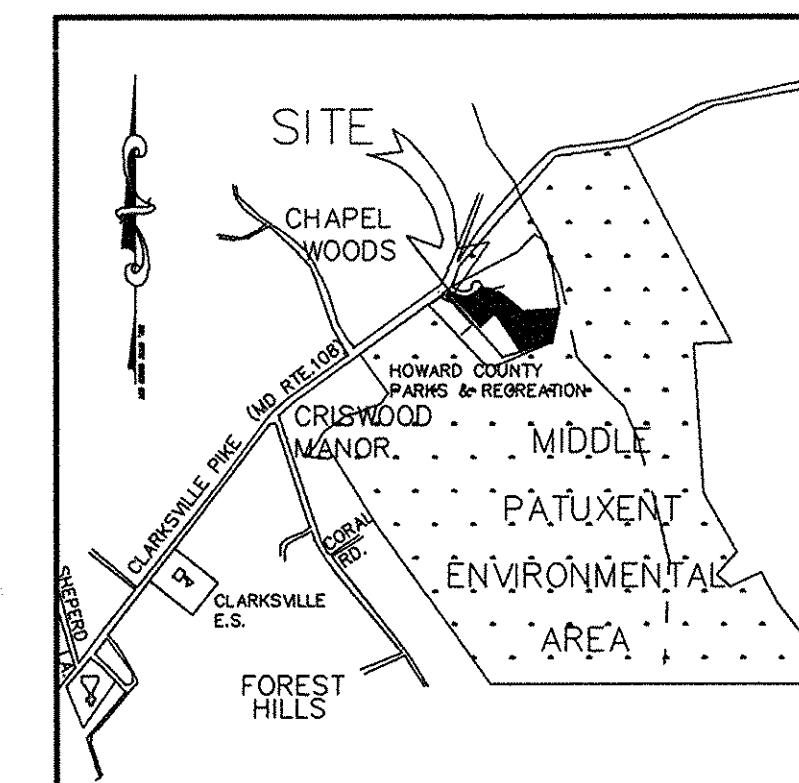 SITE
CHAPEL
WOODS
HOWARD COUNTY
PARKS & RECREATION
CLARKSVILLE PIKE (MD RTE.108)
CRISWOOD
MANOR
MIDDLE
PATUXENT
ENVIRONMENTAL
AREA
CORAL
RD.
SHEPERD
LA.
CLARKSVILLE
E.S.
FOREST
HILLS